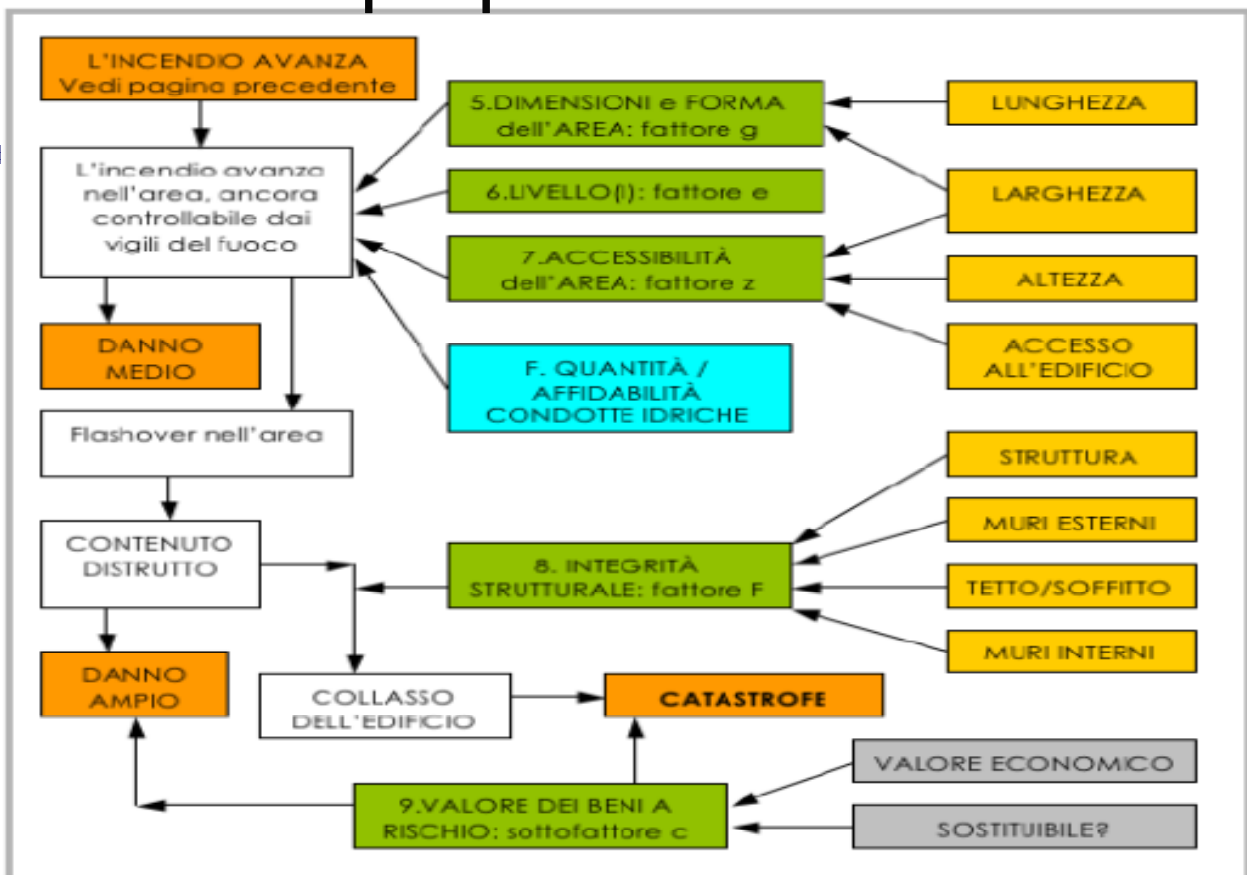 L'INCENDIO AVANZA
Vedi pagina precedente
L'incendio avanza
nell'area, ancora
controllabile dai
vigili del fuoco
DANNO
MEDIO
Flashover nell'area
CONTENUTO
DISTRUTTO
DANNO
AMPIO
COLLASSO
DELL'EDIFICIO
CATASTROFE
5.DIMENSIONI e FORMA
dell'AREA: fattore g
6.LIVELLO(I): fattore e
7.ACCESSIBILITÀ
dell'AREA: fattore z
F. QUANTITÀ /
AFFIDABILITÀ
CONDOTTE IDRICHE
8. INTEGRITÀ
STRUTTURALE: fattore F
9.VALORE DEI BENI A
RISCHIO: sottofattore c
LUNGHEZZA
LARGHEZZA
ALTEZZA
ACCESSO
ALL'EDIFICIO
STRUTTURA
MURI ESTERNI
TETTO/SOFFITTO
MURI INTERNI
VALORE ECONOMICO
SOSTITUIBILE?